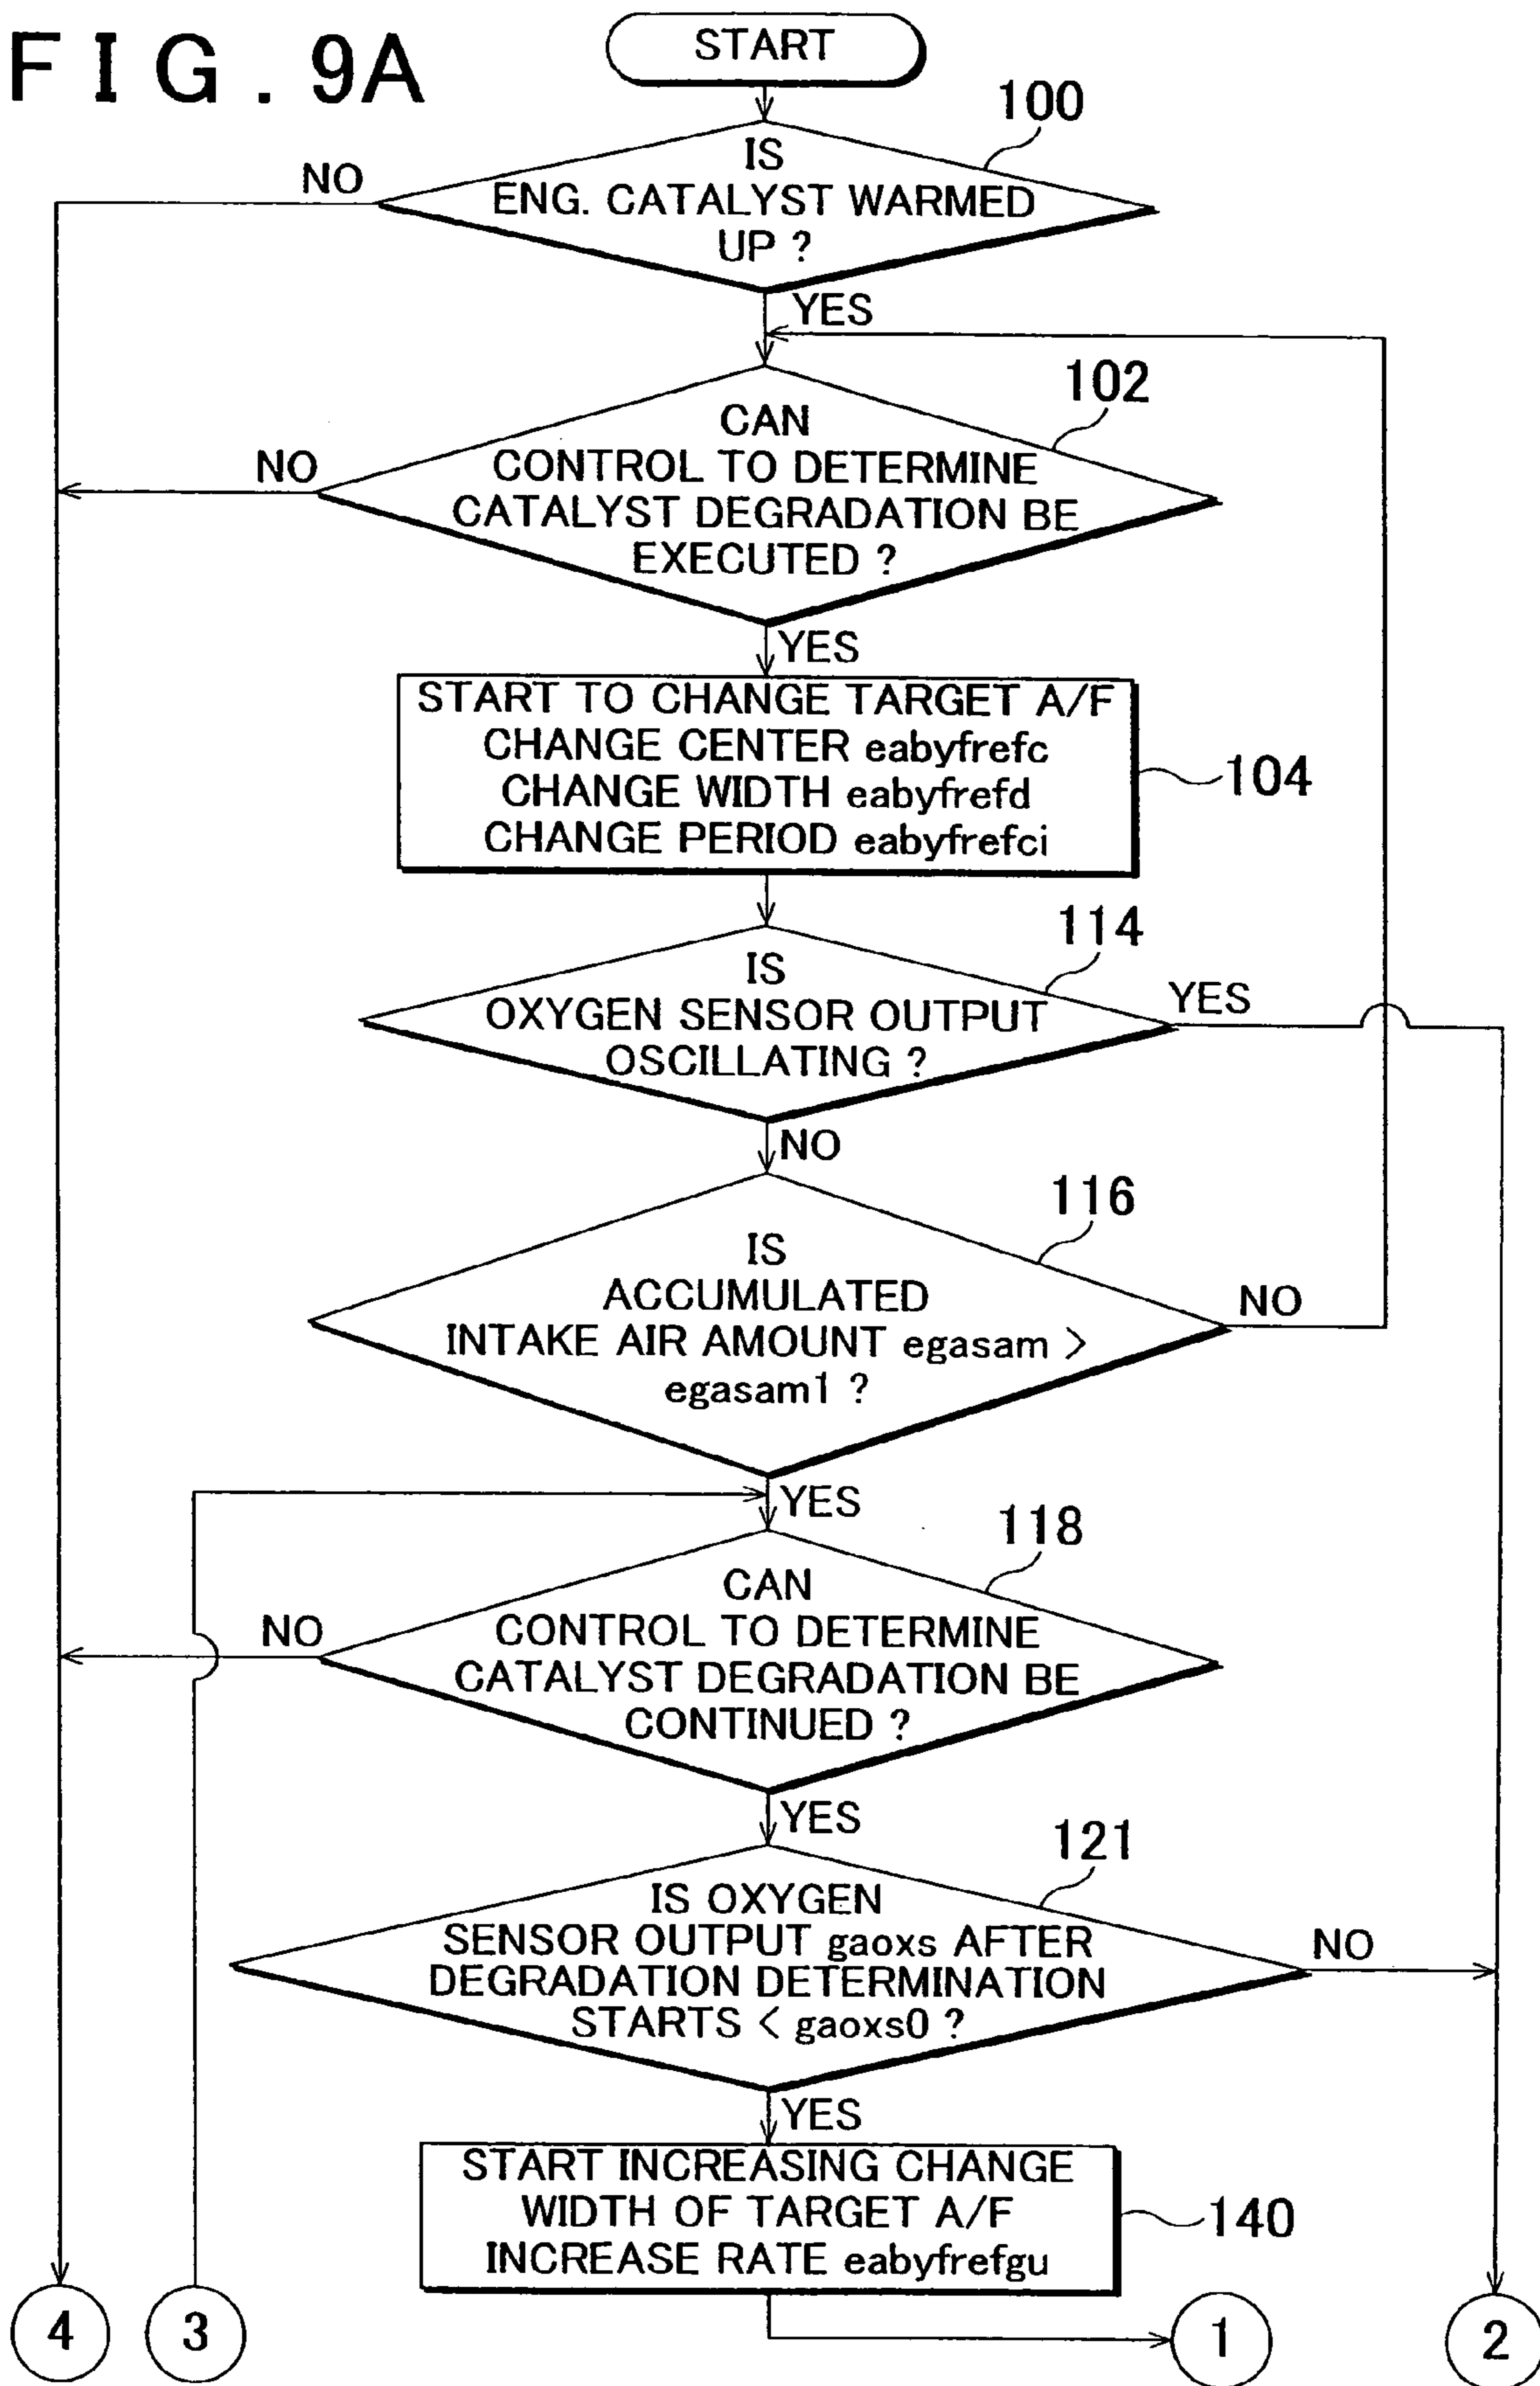 FIG. 9A
START
100
IS
ENG. CATALYST WARMED
UP ?
NO
YES
102
CAN
CONTROL TO DETERMINE
CATALYST DEGRADATION BE
EXECUTED ?
NO
YES
START TO CHANGE TARGET A/F
CHANGE CENTER eabyfrefc
CHANGE WIDTH eabyfrefd
CHANGE PERIOD eabyfrefci
104
114
IS
OXYGEN SENSOR OUTPUT
OSCILLATING ?
YES
NO
116
IS
ACCUMULATED
INTAKE AIR AMOUNT egasam >
egasam1 ?
NO
YES
118
CAN
CONTROL TO DETERMINE
CATALYST DEGRADATION BE
CONTINUED ?
NO
YES
121
IS OXYGEN
SENSOR OUTPUT gaoxs AFTER
DEGRADATION DETERMINATION
STARTS < gaoxs0 ?
NO
YES
START INCREASING CHANGE
WIDTH OF TARGET A/F
INCREASE RATE eabyfrefgu
140
4
3
1
2